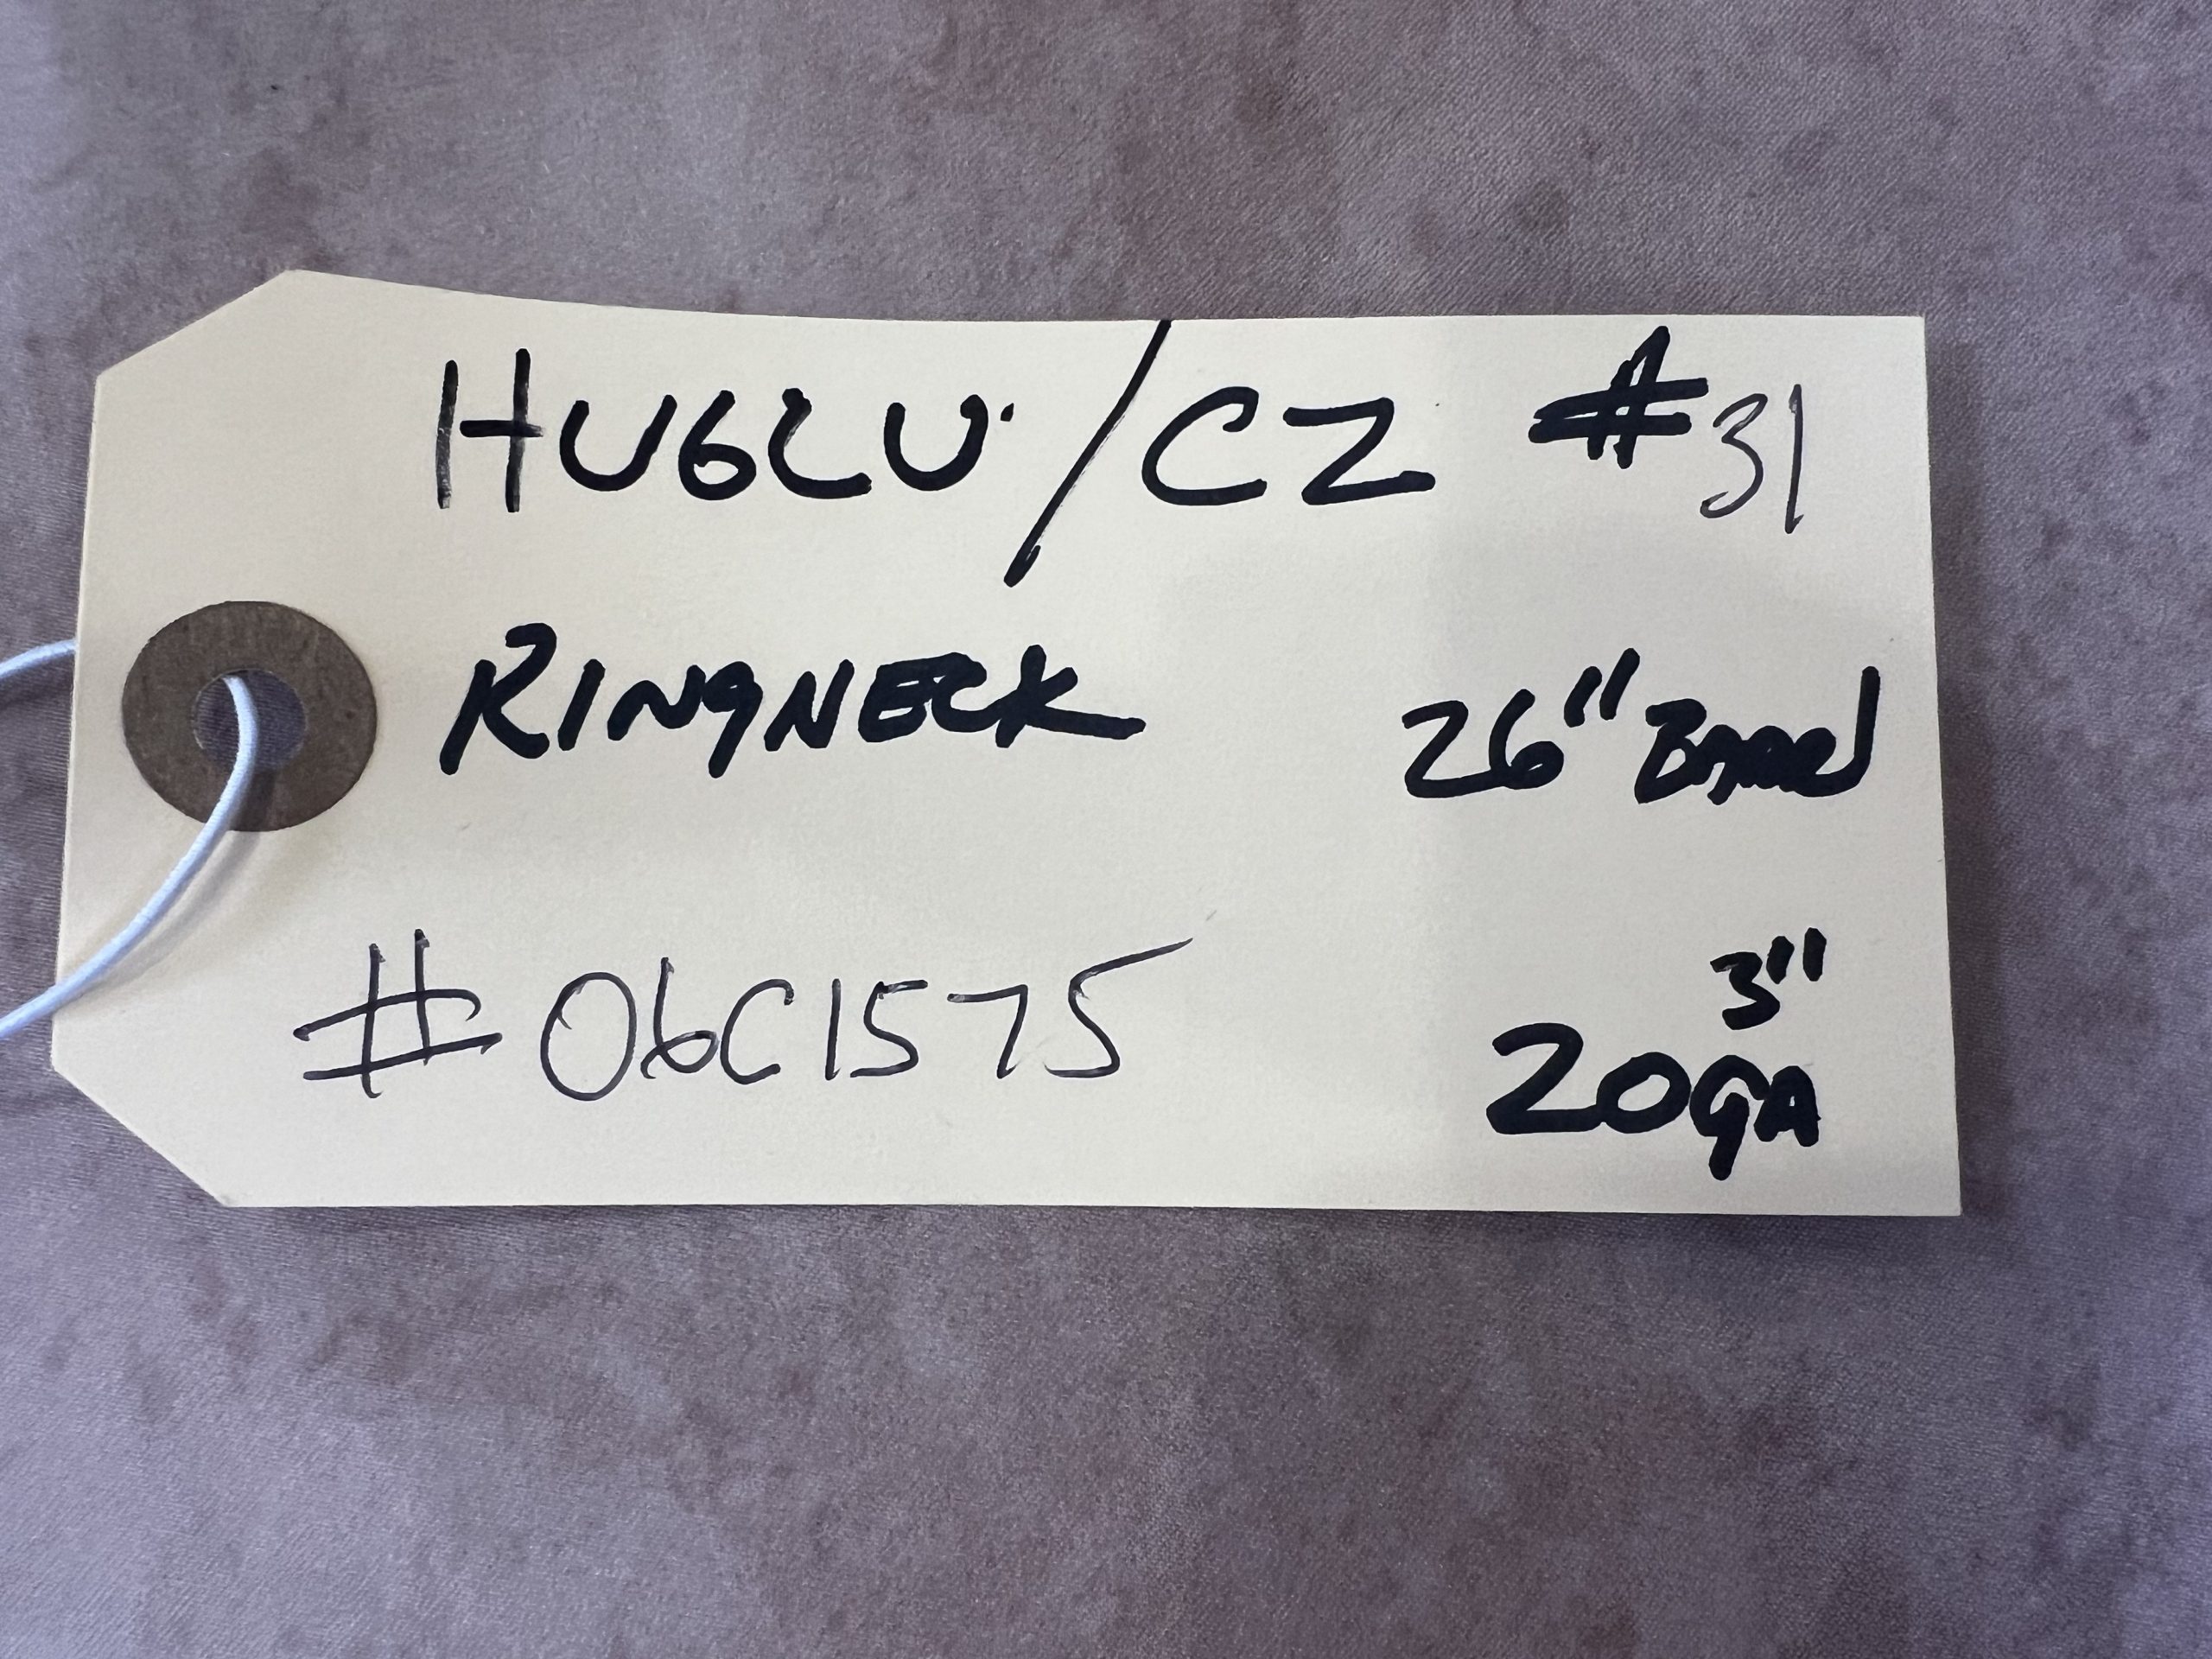 HUGLU/CZ #31
RINGNECK 26" Barrel
3"
#06C1575 20GA